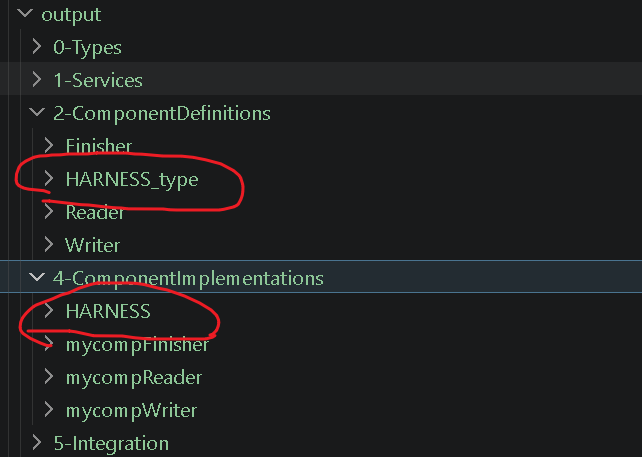 output
0-Types
1-Services
2-ComponentDefinitions
Finisher
HARNESS_type
Reader
Writer
4-ComponentImplementations
HARNESS
mycompFinisher
mycompReader
mycompWriter
5-Integration